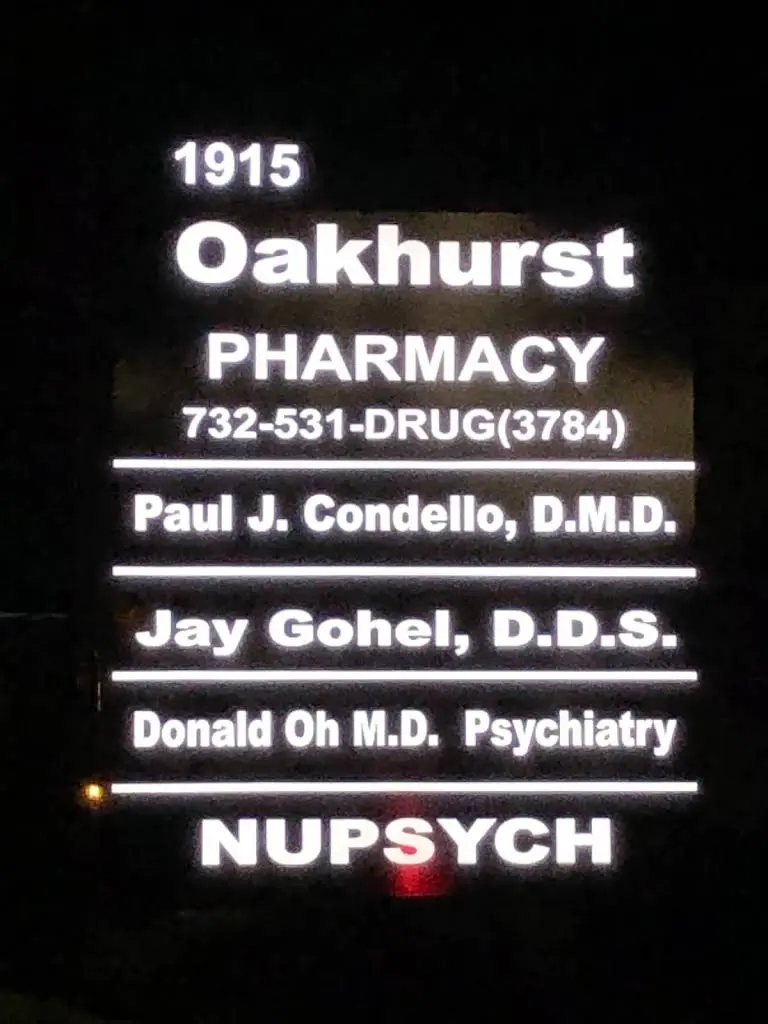 1915
Oakhurst
PHARMACY
732-531-DRUG(3784)
Paul J. Condello, D.M.D.
Jay Gohel, D.D.S.
Donald Oh M.D. Psychiatry
NUPSYCH